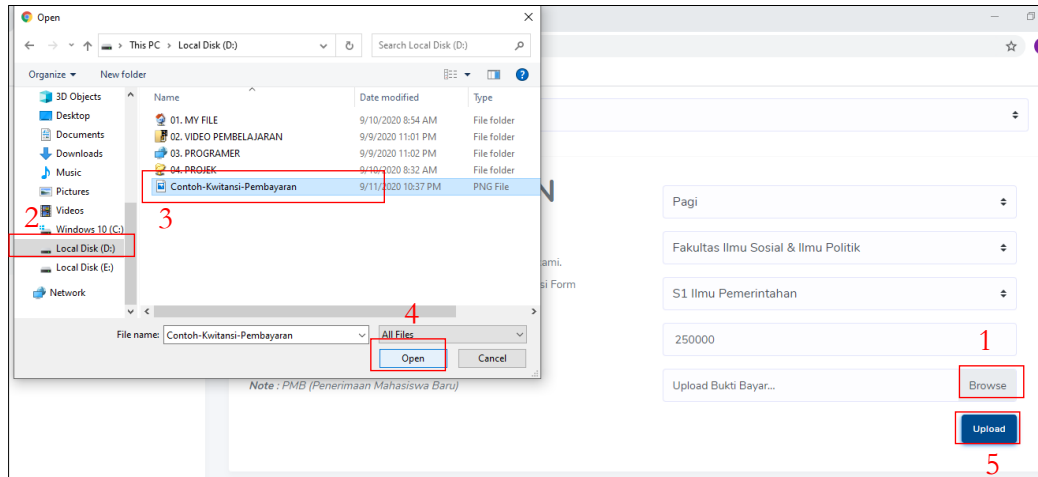 Open
This PC > Local Disk (D:)
Search Local Disk (D:)
Organize
New folder
3D Objects
Desktop
Documents
Downloads
Music
Pictures
Videos
Windows 10 (C:)
Local Disk (D:)
Local Disk (E:)
Network
2
Name Date modified Type
01. MY FILE 9/10/2020 8:54 AM File folder
02. VIDEO PEMBELAJARAN 9/9/2020 11:01 PM File folder
03. PROGRAMER 9/9/2020 11:02 PM File folder
04. PROJEK 9/10/2020 8:32 AM File folder
Contoh-Kwitansi-Pembayaran 9/11/2020 10:37 PM PNG File
3
4
File name: Contoh-Kwitansi-Pembayaran All Files
Open Cancel
N
ami.
si Form
Note : PMB (Penerimaan Mahasiswa Baru)
Pagi
Fakultas Ilmu Sosial & Ilmu Politik
S1 Ilmu Pemerintahan
250000
1
Upload Bukti Bayar... Browse
Upload
5